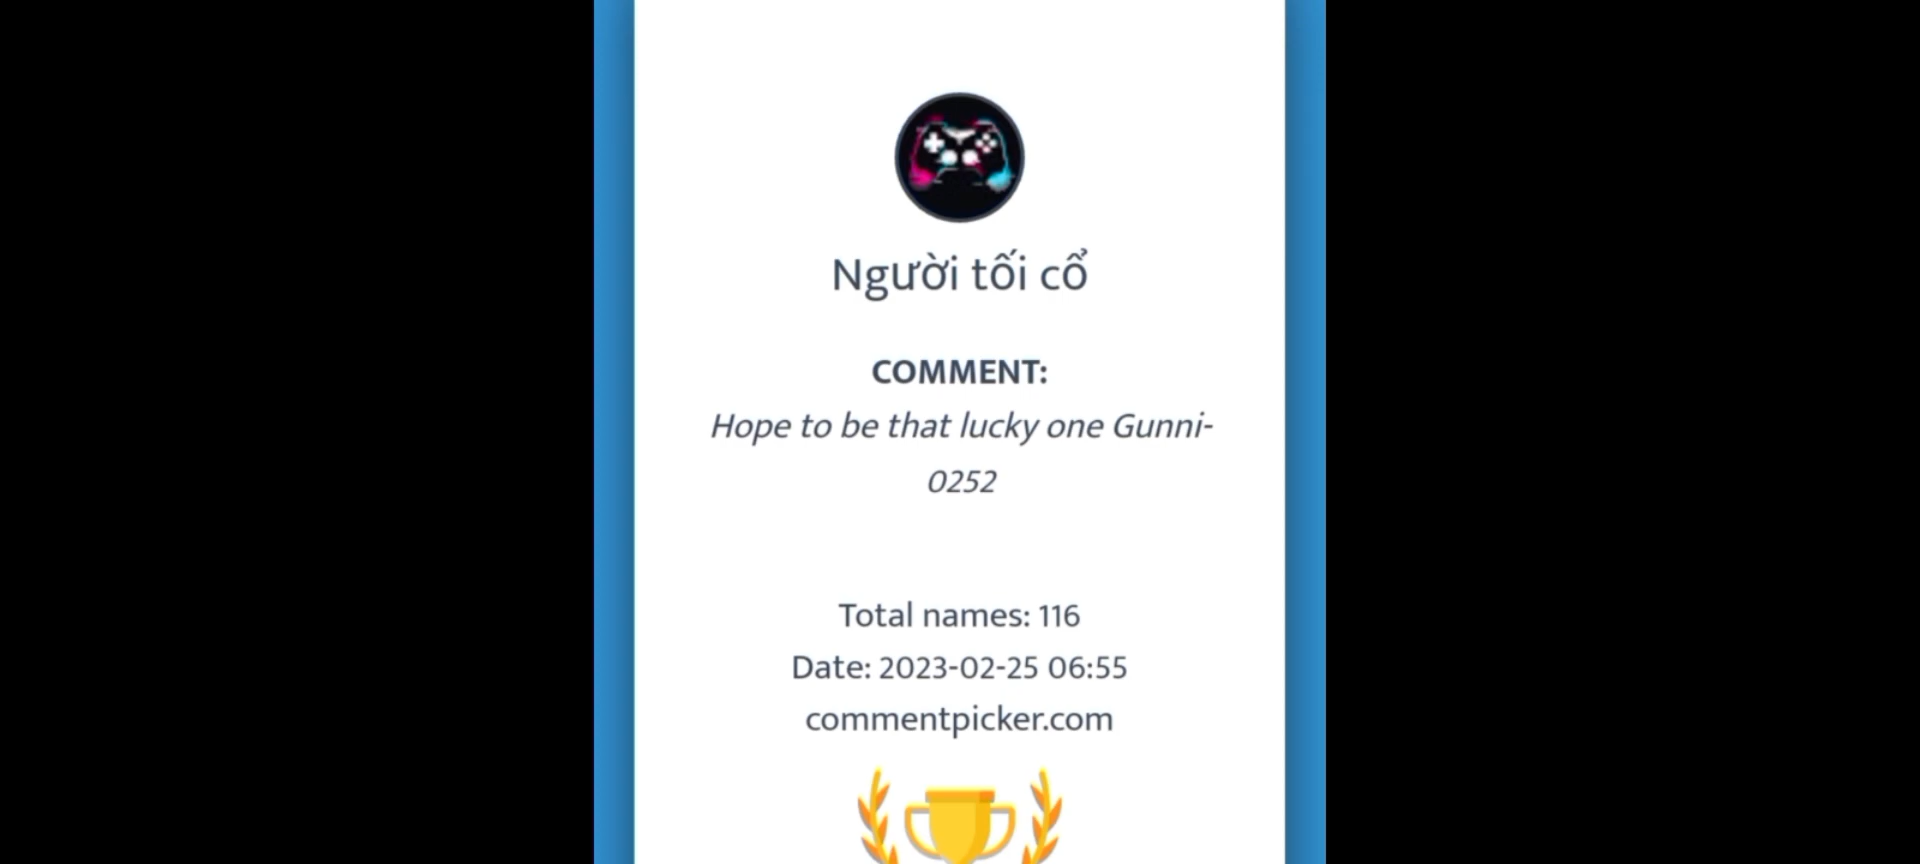 Người tối cổ
COMMENT:
Hope to be that lucky one Gunni-
0252
Total names: 116
Date: 2023-02-25 06:55
commentpicker.com